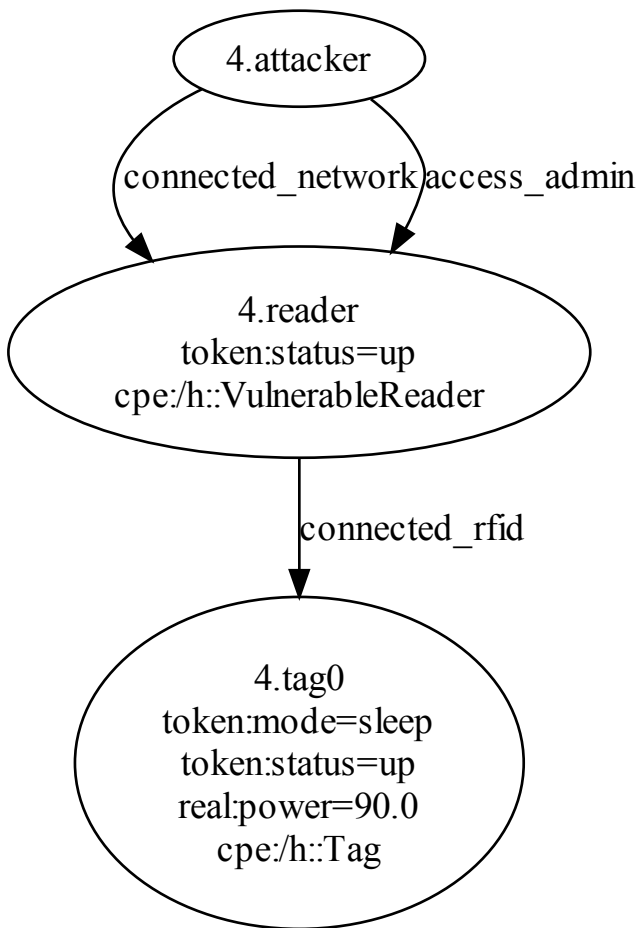 4.attacker
connected_network
access_admin
4.reader
token:status=up
cpe:/h::VulnerableReader
connected_rfid
4.tag0
token:mode=sleep
token:status=up
real:power=90.0
cpe:/h::Tag